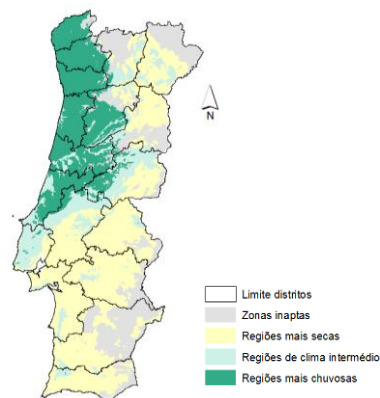 N
Limite distritos
Zonas inaptas
Regiões mais secas
Regiões de clima intermédio
Regiões mais chuvosas